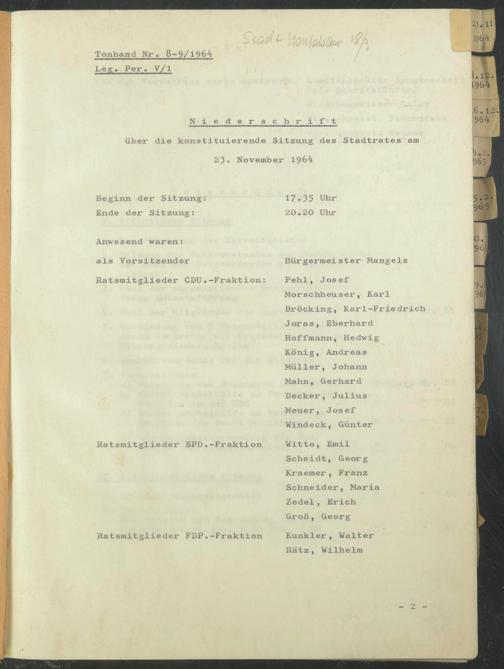 Stadt Montabaur 18/3
Tonband Nr. 8-9/1964
Leg. Per. V/1
Niederschrift
über die konstituierende Sitzung des Stadtrates am
23. November 1964
Beginn der Sitzung: 17.35 Uhr
Ende der Sitzung: 20.20 Uhr
Anwesend waren:
als Vorsitzender Bürgermeister Mangels
Ratsmitglieder CDU.-Fraktion: Pehl, Josef
Morschheuser, Karl
Bröcking, Karl-Friedrich
Joras, Eberhard
Hoffmann, Hedwig
König, Andreas
Müller, Johann
Mahn, Gerhard
Decker, Julius
Meuer, Josef
Windeck, Günter
Ratsmitglieder SPD.-Fraktion Witte, Emil
Scheidt, Georg
Kraemer, Franz
Schneider, Maria
Zedel, Erich
Groß, Georg
Ratsmitglieder FDP.-Fraktion Kunkler, Walter
Rätz, Wilhelm
- 2 -